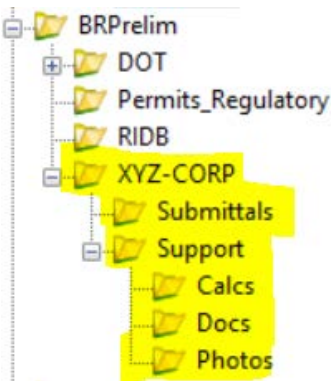 BRPrelim
DOT
Permits_Regulatory
RIDB
XYZ-CORP
Submittals
Support
Calcs
Docs
Photos